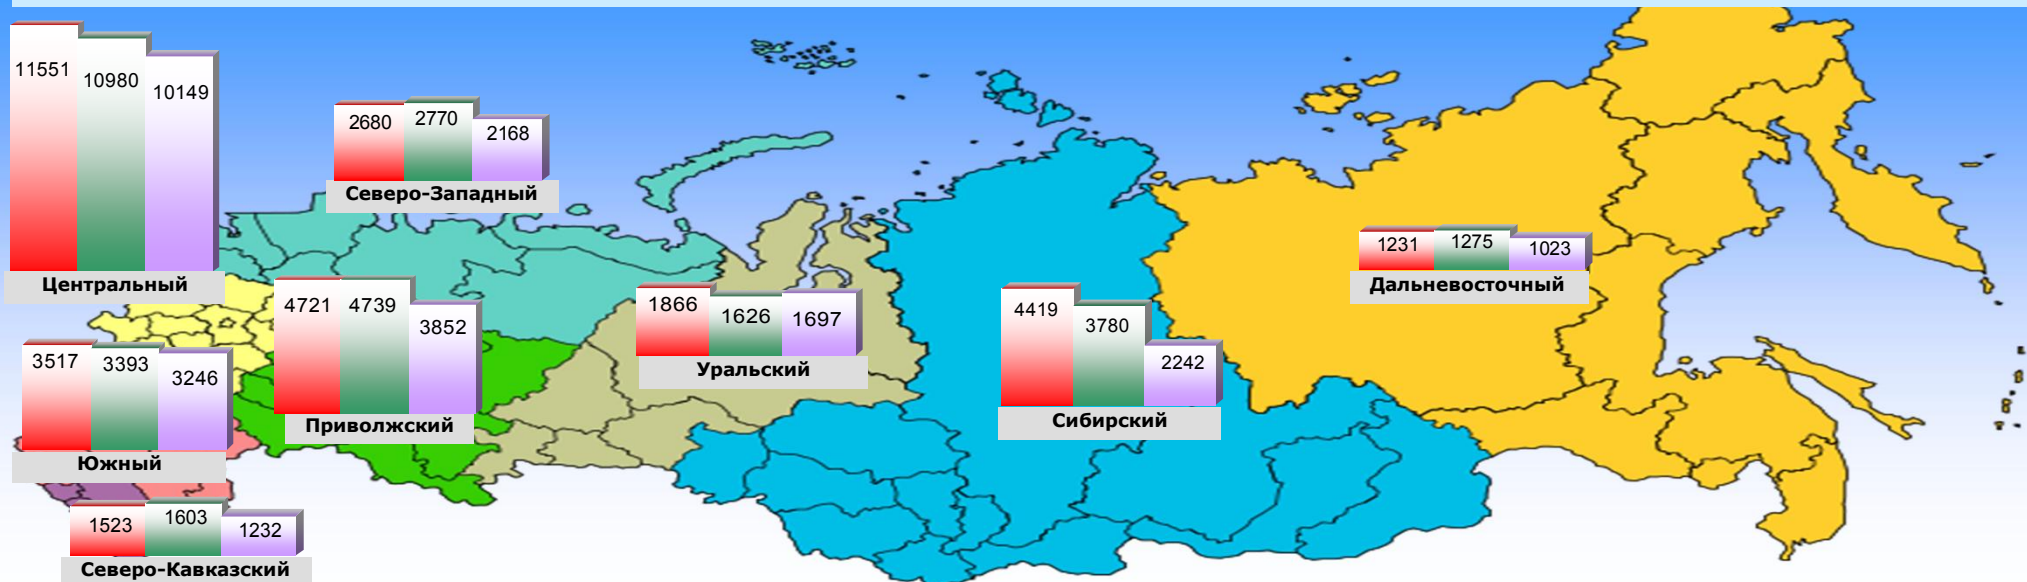 11551 10980 10149
Центральный
2680 2770 2168
Северо-Западный
1231 1275 1023
Дальневосточный
4721 4739 3852
Приволжский
1866 1626 1697
Уральский
4419 3780 2242
Сибирский
3517 3393 3246
Южный
1523 1603 1232
Северо-Кавказский